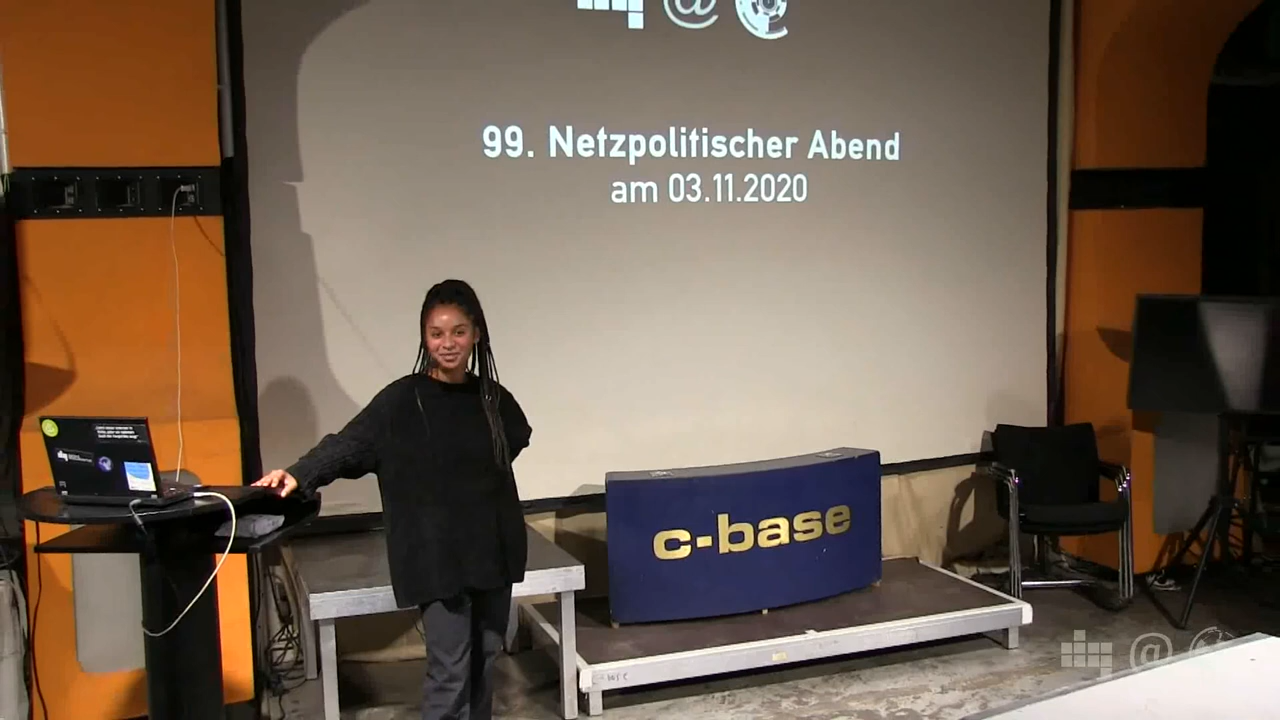 99. Netzpolitischer Abend
am 03.11.2020
c-base
@